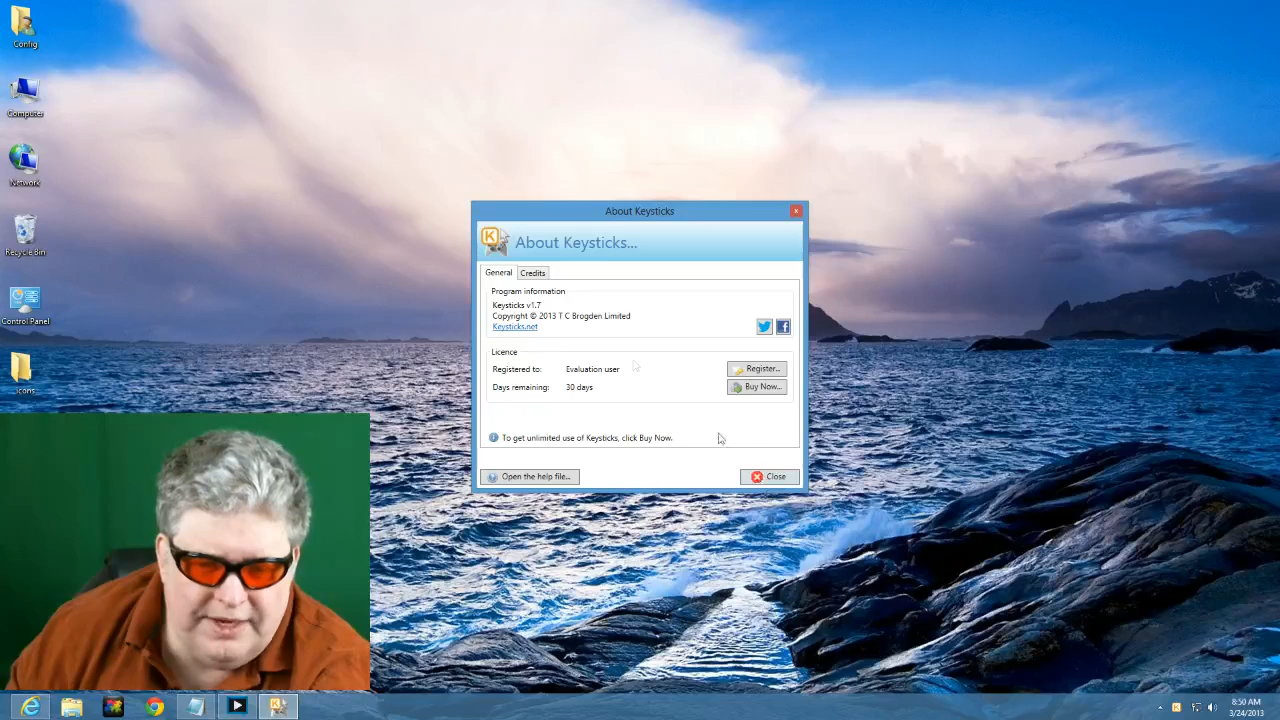 Config
Computer
Network
Recycle Bin
Control Panel
icons
About Keysticks
About Keysticks...
General
Credits
Program information
Keysticks v1.7
Copyright © 2013 T C Brogden Limited
Keysticks.net
Licence
Registered to: Evaluation user
Register...
Days remaining: 30 days
Buy Now...
To get unlimited use of Keysticks, click Buy Now.
Open the help file...
Close
8:50 AM
3/24/2013